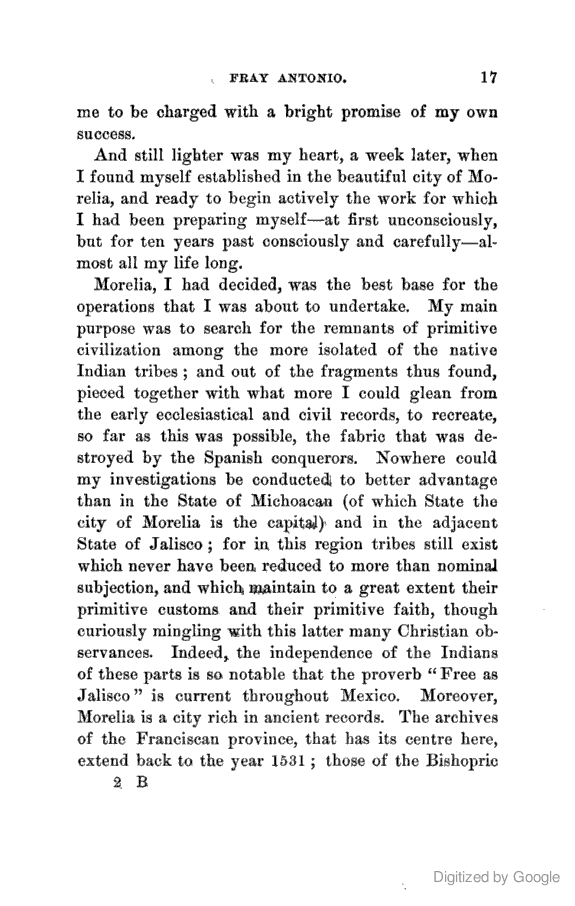 FRAY ANTONIO. 17
me to be charged with a bright promise of my own
success.
And still lighter was my heart, a week later, when
I found myself established in the beautiful city of Mo-
relia, and ready to begin actively the work for which
I had been preparing myself—at first unconsciously,
but for ten years past consciously and carefully—al-
most all my life long.
Morelia, I had decided, was the best base for the
operations that I was about to undertake. My main
purpose was to search for the remnants of primitive
civilization among the more isolated of the native
Indian tribes ; and out of the fragments thus found,
pieced together with what more I could glean from
the early ecclesiastical and civil records, to recreate,
so far as this was possible, the fabric that was de-
stroyed by the Spanish conquerors. Nowhere could
my investigations be conducted to better advantage
than in the State of Michoacan (of which State the
city of Morelia is the capital) and in the adjacent
State of Jalisco ; for in this region tribes still exist
which never have been reduced to more than nominal
subjection, and which maintain to a great extent their
primitive customs and their primitive faith, though
curiously mingling with this latter many Christian ob-
servances. Indeed, the independence of the Indians
of these parts is so notable that the proverb “ Free as
Jalisco ” is current throughout Mexico. Moreover,
Morelia is a city rich in ancient records. The archives
of the Franciscan province, that has its centre here,
extend back to the year 1531 ; those of the Bishopric
2 B
Digitized by Google